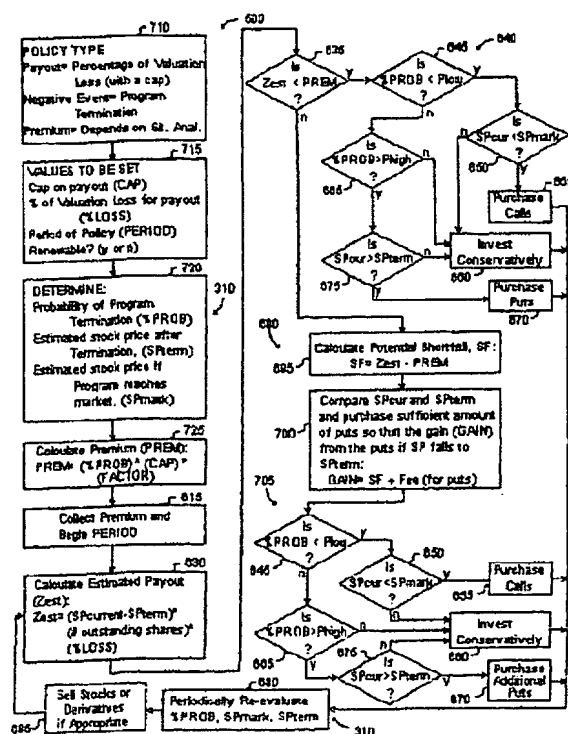 710
600
POLICY TYPE
Payout= Percentage of Valuation
Loss (with a cap)
Negative Event= Program
Termination
Premium= Depends on
715
VALUES TO BE SET
Cap on payout (CAP)
% of Valuation Loss for payout
(%LOSS)
Period of Policy (PERIOD)
Renewable? (y or n)
720
310
DETERMINE:
Probability of Program
Termination (%PROB)
Estimated stock price after
Termination, (SPterm)
Estimated stock price if
Program reaches
market, (SPmark)
725
Calculate Premium (PREM):
PREM= (%PROB)*(CAP)*
(FACTOR)
615
Collect Premium and
Begin PERIOD
630
Calculate Estimated Payout
(Zest):
Zest= (SPcurrent-SPterm)*
(# outstanding shares)*
(%LOSS)
635
Is
Zest < PREM
?
y
n
645
640
Is
%PROB < Plow
?
y
n
Is
SPcur<SPmark
?
650
n
y
655
Purchase
Calls
Is
%PROB>Phigh
?
665
n
y
Invest
Conservatively
660
Is
SPcur>SPterm
?
675
n
y
Purchase
Puts
670
690
Calculate Potential Shortfall, SF:
SF= Zest - PREM
695
Compare SPcur and SPterm
and purchase sufficient amount
of puts so that the gain (GAIN)
from the puts if SP falls to
SPterm:
GAIN= SF + Fee (for puts)
700
705
Is
%PROB < Plow
?
645
y
n
650
Is
SPcur<SPmark
?
y
n
Purchase
Calls
655
Is
%PROB>Phigh
?
665
n
y
Invest
Conservatively
660
675
Is
SPcur>SPterm
?
n
y
Purchase
Additional
Puts
670
680
Periodically Re-evaluate
%PROB, SPmark, SPterm
310
Sell Stocks or
Derivatives
if Appropriate
685